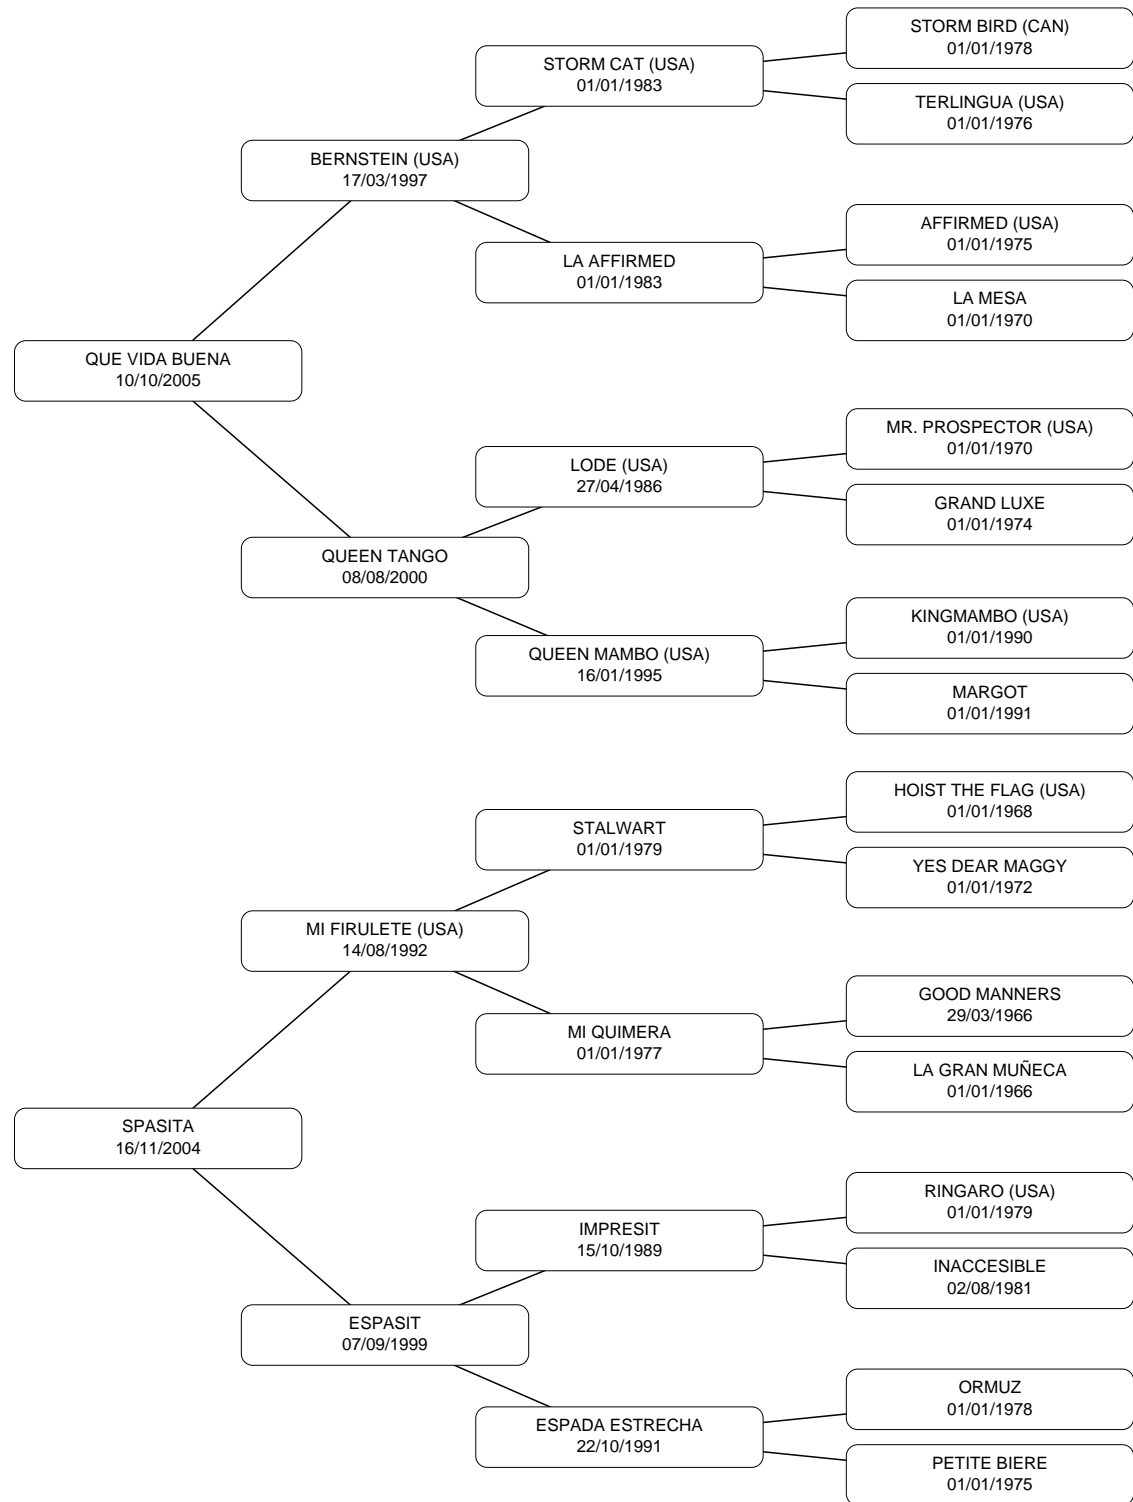 STORM BIRD (CAN)
01/01/1978
STORM CAT (USA)
01/01/1983
TERLINGUA (USA)
01/01/1976
BERNSTEIN (USA)
17/03/1997
AFFIRMED (USA)
01/01/1975
LA AFFIRMED
01/01/1983
LA MESA
01/01/1970
QUE VIDA BUENA
10/10/2005
MR. PROSPECTOR (USA)
01/01/1970
LODE (USA)
27/04/1986
GRAND LUXE
01/01/1974
QUEEN TANGO
08/08/2000
KINGMAMBO (USA)
01/01/1990
QUEEN MAMBO (USA)
16/01/1995
MARGOT
01/01/1991
HOIST THE FLAG (USA)
01/01/1968
STALWART
01/01/1979
YES DEAR MAGGY
01/01/1972
MI FIRULETE (USA)
14/08/1992
GOOD MANNERS
29/03/1966
MI QUIMERA
01/01/1977
LA GRAN MUÑECA
01/01/1966
SPASITA
16/11/2004
RINGARO (USA)
01/01/1979
IMPRESIT
15/10/1989
INACCESIBLE
02/08/1981
ESPASIT
07/09/1999
ORMUZ
01/01/1978
ESPADA ESTRECHA
22/10/1991
PETITE BIERE
01/01/1975